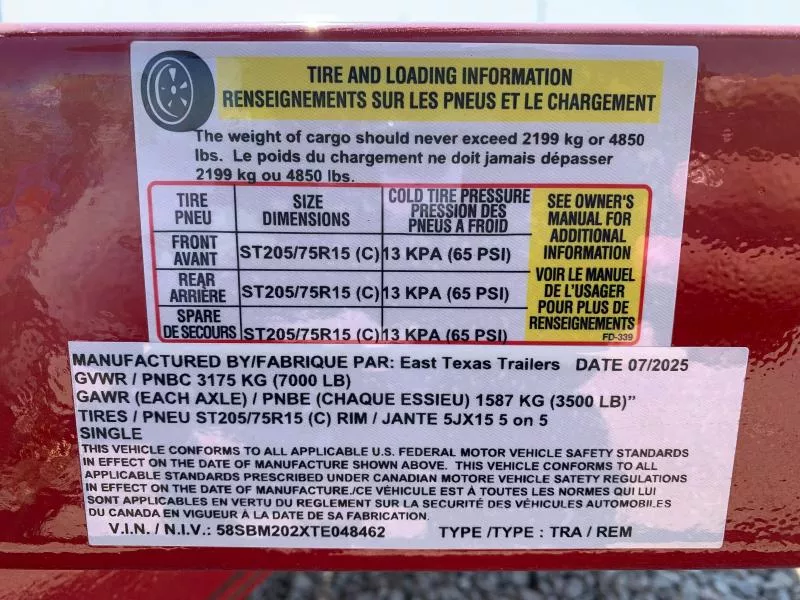 TIRE AND LOADING INFORMATION
RENSEIGNEMENTS SUR LES PNEUS ET LE CHARGEMENT
The weight of cargo should never exceed 2199 kg or 4850
lbs. Le poids du chargement ne doit jamais dépasser
2199 kg ou 4850 lbs.
TIRE
PNEU
SIZE
DIMENSIONS
COLD TIRE PRESSURE
PRESSION DES
PNEUS A FROID
SEE OWNER'S
MANUAL FOR
ADDITIONAL
INFORMATION
VOIR LE MANUEL
DE L'USAGER
POUR PLUS DE
RENSEIGNEMENTS
FRONT
AVANT
ST205/75R15 (C)
13 KPA (65 PSI)
REAR
ARRIÈRE
ST205/75R15 (C)
13 KPA (65 PSI)
SPARE
DE SECOURS
ST205/75R15 (C)
13 KPA (65 PSI)
FD-339
MANUFACTURED BY/FABRIQUE PAR: East Texas Trailers DATE 07/2025
GVWR / PNBC 3175 KG (7000 LB)
GAWR (EACH AXLE) / PNBE (CHAQUE ESSIEU) 1587 KG (3500 LB)"
TIRES / PNEU ST205/75R15 (C) RIM / JANTE 5JX15 5 on 5
SINGLE
THIS VEHICLE CONFORMS TO ALL APPLICABLE U.S. FEDERAL MOTOR VEHICLE SAFETY STANDARDS
IN EFFECT ON THE DATE OF MANUFACTURE SHOWN ABOVE. THIS VEHICLE CONFORMS TO ALL
APPLICABLE STANDARDS PRESCRIBED UNDER CANADIAN MOTORE VEHICLE SAFETY REGULATIONS
IN EFFECT ON THE DATE OF MANUFACTURE./CE VÉHICULE EST À TOUTES LES NORMES QUI LUI
SONT APPLICABLES EN VERTU DU RÈGLEMENT SUR LA SECURITÉ DES VÉHICULES AUTOMOBILES
DU CANADA EN VIGUEUR À LA DATE DE SA FABRICATION.
V.I.N. / N.I.V.: 58SBM202XTE048462 TYPE /TYPE : TRA / REM